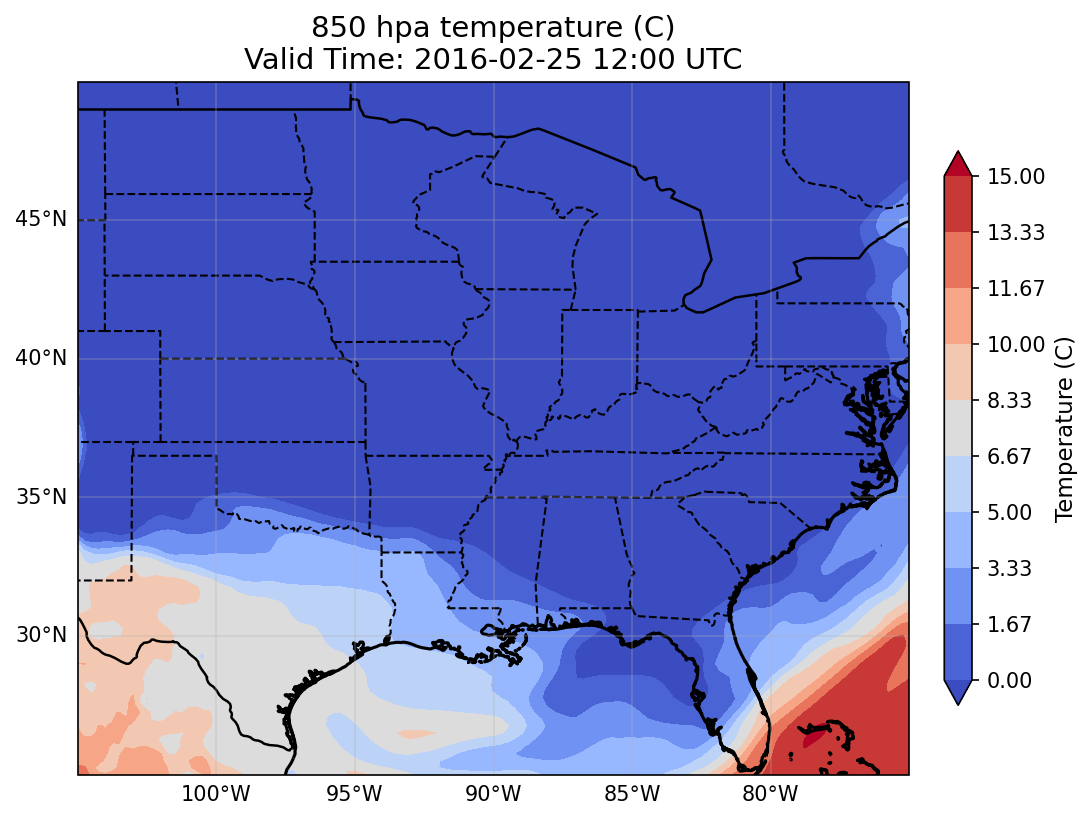 850 hpa temperature (C)
Valid Time: 2016-02-25 12:00 UTC
45°N
40°N
35°N
30°N
100°W
95°W
90°W
85°W
80°W
15.00
13.33
11.67
10.00
8.33
6.67
5.00
3.33
1.67
0.00
Temperature (C)